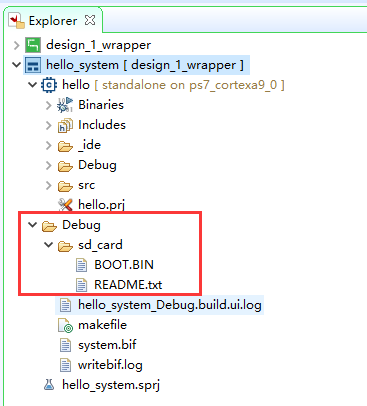 Explorer
design_1_wrapper
hello_system [ design_1_wrapper ]
hello [ standalone on ps7_cortexa9_0 ]
Binaries
Includes
_ide
Debug
src
hello.prj
Debug
sd_card
BOOT.BIN
README.txt
hello_system_Debug.build.ui.log
makefile
system.bif
writebif.log
hello_system.sprj